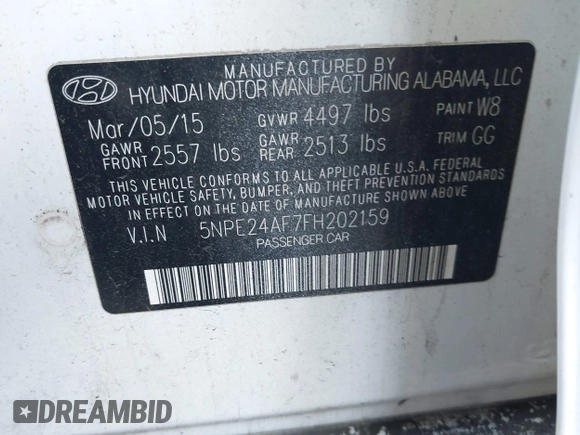 MANUFACTURED BY
HYUNDAI MOTOR MANUFACTURING ALABAMA, LLC
Mar/05/15 GVWR 4497 lbs PAINT W8
GAWR FRONT 2557 lbs GAWR REAR 2513 lbs TRIM GG
THIS VEHICLE CONFORMS TO ALL APPLICABLE U.S.A. FEDERAL
MOTOR VEHICLE SAFETY, BUMPER, AND THEFT PREVENTION STANDARDS
IN EFFECT ON THE DATE OF MANUFACTURE SHOWN ABOVE.
V.I.N 5NPE24AF7FH202159
PASSENGER CAR
DREAMBID